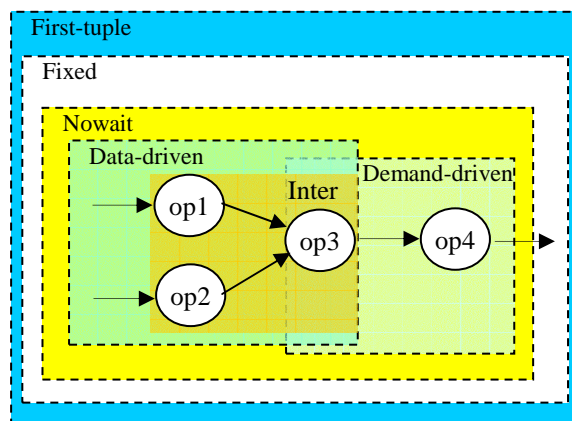 First-tuple
Fixed
Nowait
Data-driven
Demand-driven
Inter
op1
op3
op4
op2